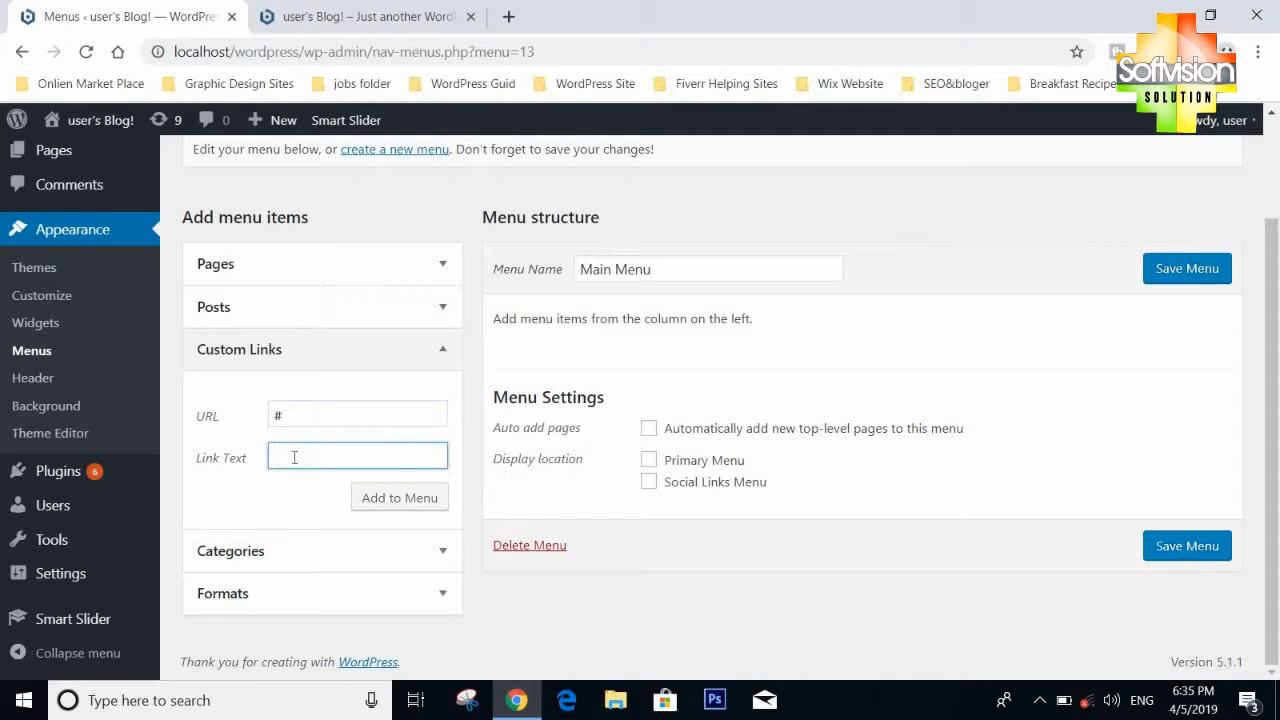 Menus ‹ user's Blog! — WordPre
user's Blog! – Just another Word
localhost/wordpress/wp-admin/nav-menus.php?menu=13
Onlien Market Place
Graphic Design Sites
jobs folder
WordPress Guid
WordPress Site
Fiverr Helping Sites
Wix Website
SEO&bloger
Breakfast Recipe
Softvision
SOLUTION
user's Blog!
9
0
New
Smart Slider
wdy, user
Pages
Comments
Appearance
Themes
Customize
Widgets
Menus
Header
Background
Theme Editor
Plugins 6
Users
Tools
Settings
Smart Slider
Collapse menu
Edit your menu below, or create a new menu. Don't forget to save your changes!
Add menu items
Pages
Posts
Custom Links
URL #
Link Text
Add to Menu
Categories
Formats
Menu structure
Menu Name Main Menu
Save Menu
Add menu items from the column on the left.
Menu Settings
Auto add pages
Automatically add new top-level pages to this menu
Display location
Primary Menu
Social Links Menu
Delete Menu
Save Menu
Thank you for creating with WordPress.
Version 5.1.1
Type here to search
Ps
ENG
6:35 PM
4/5/2019
3